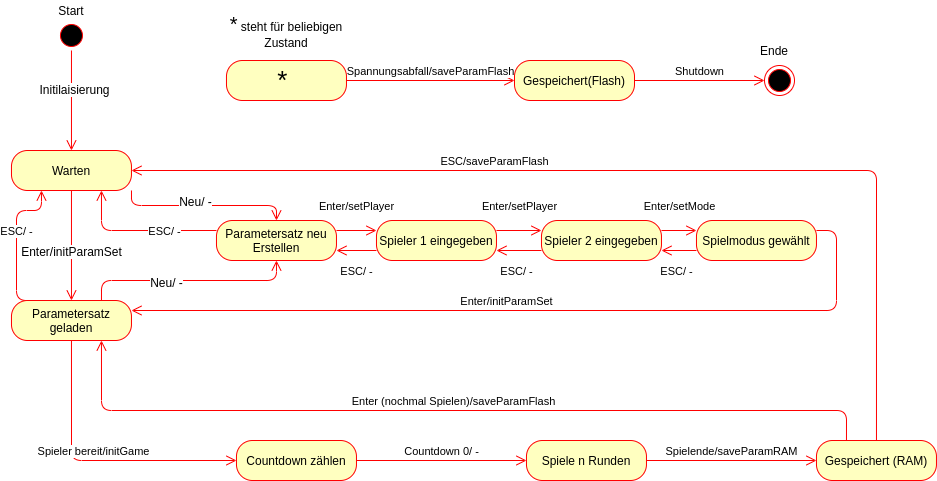 Start
* steht für beliebigen
Zustand
Ende
*
Spannungsabfall/saveParamFlash
Gespeichert(Flash)
Shutdown
Initilaisierung
ESC/saveParamFlash
Warten
Neu/ -
Enter/setPlayer
Enter/setPlayer
Enter/setMode
ESC/ -
ESC/ -
Parametersatz neu
Erstellen
Spieler 1 eingegeben
Spieler 2 eingegeben
Spielmodus gewählt
Enter/initParamSet
ESC/ -
ESC/ -
ESC/ -
Neu/ -
Enter/initParamSet
Parametersatz
geladen
Enter (nochmal Spielen)/saveParamFlash
Spieler bereit/initGame
Countdown zählen
Countdown 0/ -
Spiele n Runden
Spielende/saveParamRAM
Gespeichert (RAM)